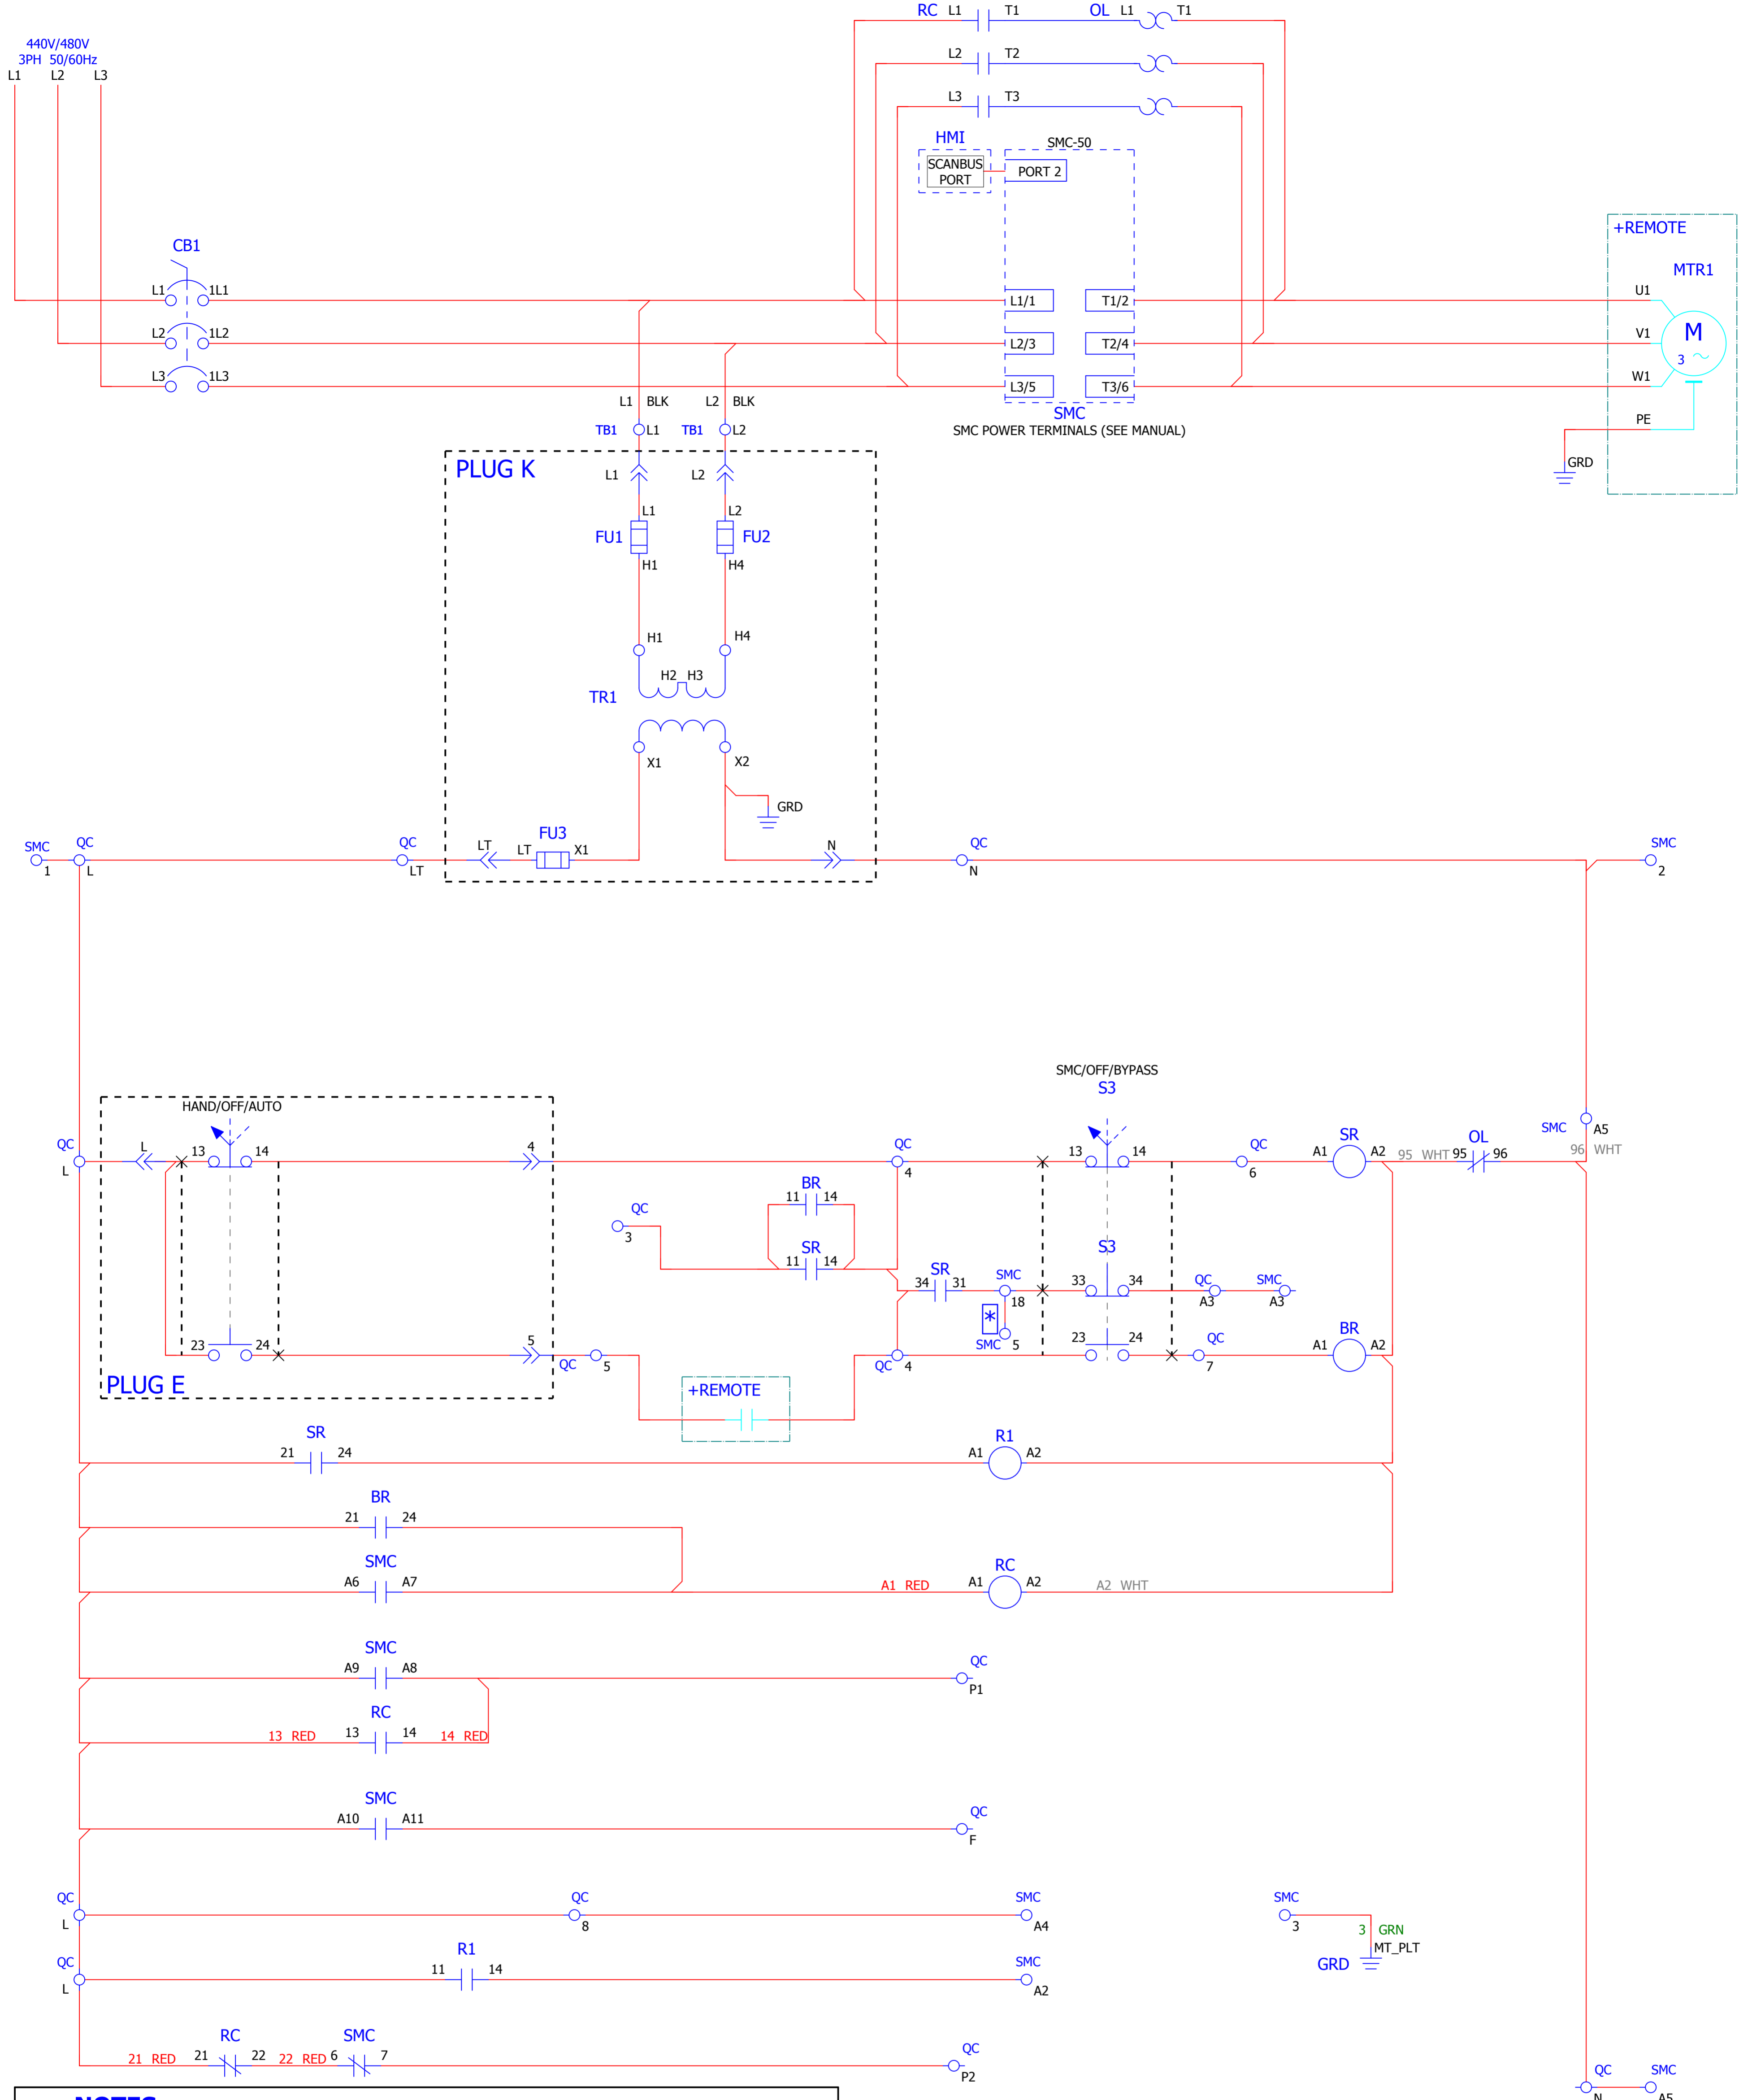 RC L1 T1 OL L1 T1
440V/480V
3PH 50/60Hz
L1 L2 L3
L2 T2
L3 T3
HMI
SMC-50
SCANBUS
PORT
PORT 2
+REMOTE
MTR1
CB1
L1 1L1
L1/1 T1/2
U1
L2 1L2
L2/3 T2/4
V1
M
3
L3 1L3
L3/5 T3/6
W1
L1 BLK L2 BLK
SMC
SMC POWER TERMINALS (SEE MANUAL)
PE
GRD
TB1 L1 TB1 L2
PLUG K
L1 L2
L1 L2
FU1 FU2
H1 H4
H1 H4
H2 H3
TR1
X1 X2
GRD
SMC QC QC LT LT FU3 X1 N QC SMC
1 L LT N 2
SMC/OFF/BYPASS
S3
HAND/OFF/AUTO
SMC A5
QC L 13 14 4 QC 13 14 QC SR OL
L 4 6 A1 A2 95 WHT 95 96 96 WHT
BR
11 14
QC
3
SR
11 14
S3
SR
34 31 SMC 33 34 QC SMC
18 A3 A3
*
SMC 5
23 24 5 QC 5 QC 4 23 24 QC 7 BR A1 A2
PLUG E
+REMOTE
SR
21 24
R1
A1 A2
BR
21 24
SMC
A6 A7
RC
A1 RED A1 A2 A2 WHT
SMC
A9 A8
QC
P1
RC
13 RED 13 14 14 RED
SMC
A10 A11
QC
F
QC QC SMC SMC
L 8 A4 3
3 GRN
MT_PLT
GRD
QC R1 SMC
L 11 14 A2
RC SMC
21 RED 21 22 22 RED 6 7
QC
P2
QC SMC
N A5
NOTES